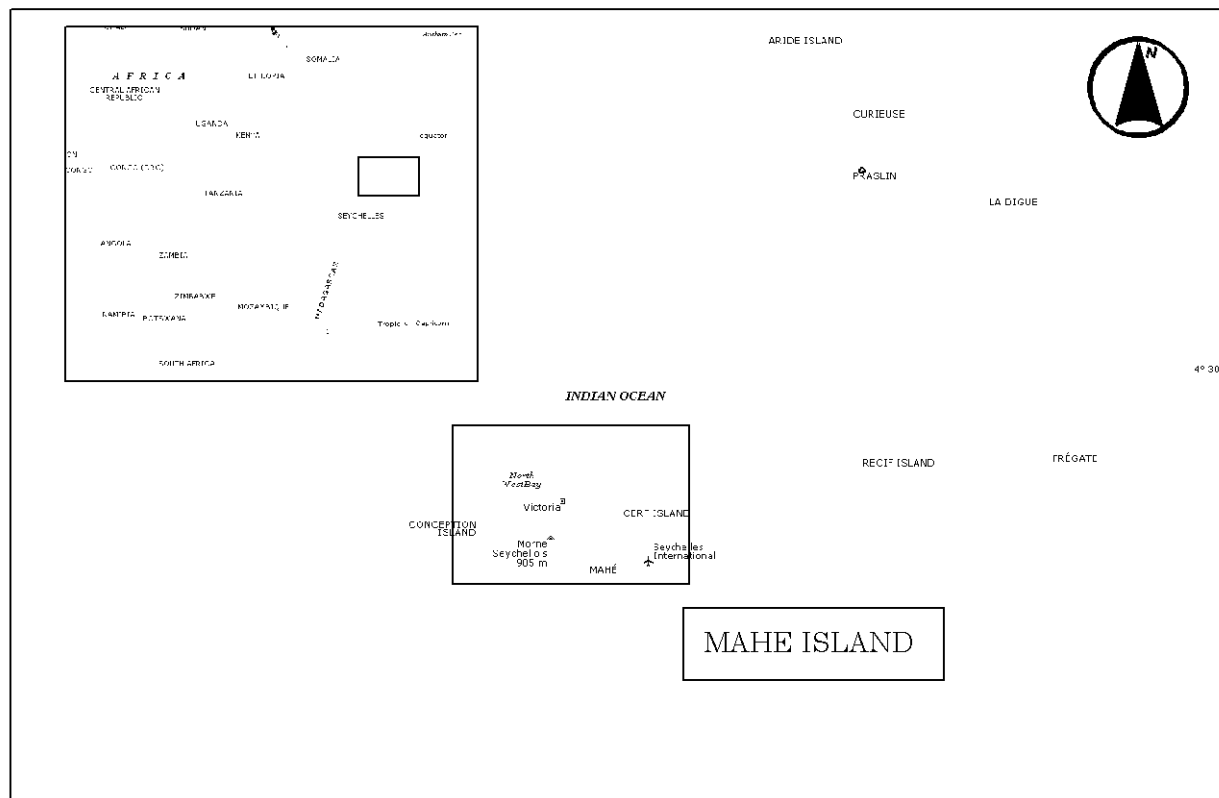 SOMALIA
A F R I C A
CENTRAL AFRICAN
REPUBLIC
UGANDA
KENYA
equator
TANZANIA
SEYCHELLES
ANGOLA
ZAMBIA
ZIMBABWE
MOZAMBIQUE
MADAGASCAR
NAMIBIA
BOTSWANA
SOUTH AFRICA
ARIDE ISLAND
N
CURIEUSE
PRASLIN
LA DIGUE
4° 30
INDIAN OCEAN
RECIF ISLAND
FRÉGATE
North
West Bay
Victoria
CERF ISLAND
CONCEPTION
ISLAND
Morne
Seychellois
905 m
Seychelles
International
MAHÉ
MAHE ISLAND